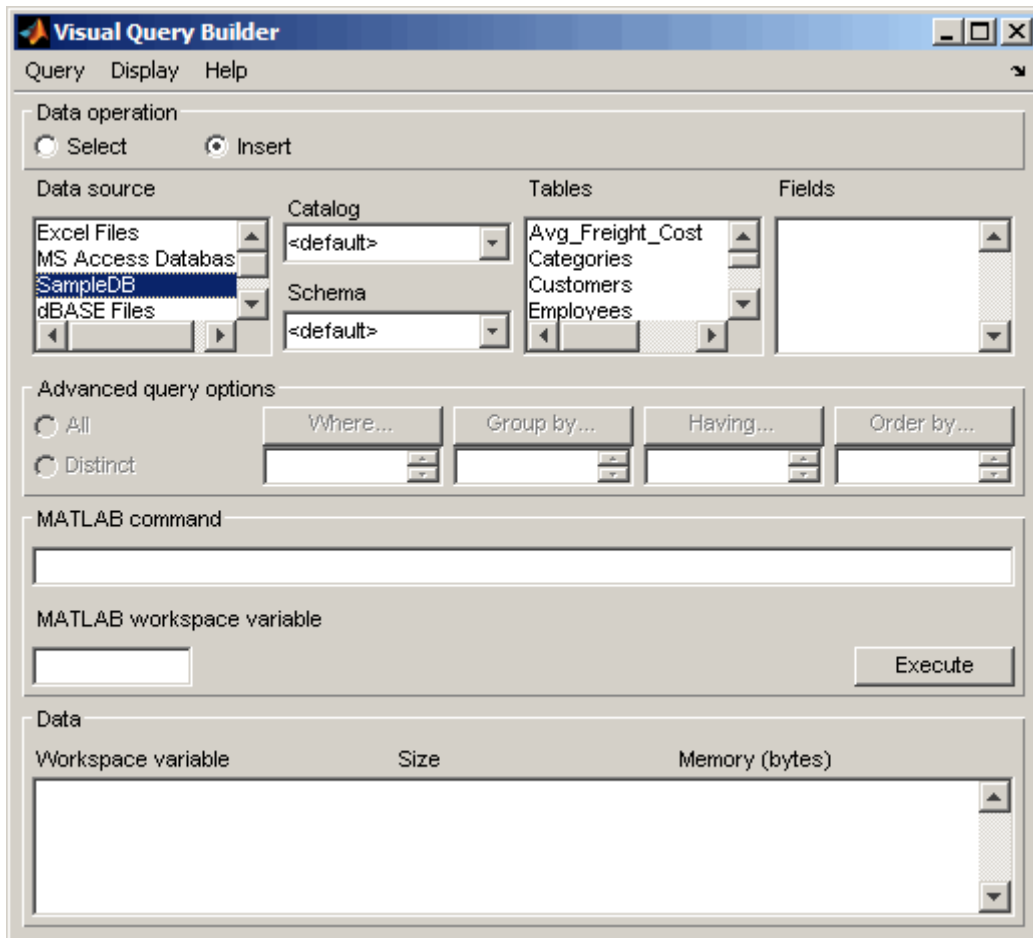 Visual Query Builder
Query Display Help
Data operation
Select Insert
Data source
Excel Files
MS Access Databas
SampleDB
dBASE Files
Catalog
<default>
Schema
<default>
Tables
Avg_Freight_Cost
Categories
Customers
Employees
Fields
Advanced query options
All
Distinct
Where... Group by... Having... Order by...
MATLAB command
MATLAB workspace variable
Execute
Data
Workspace variable Size Memory (bytes)